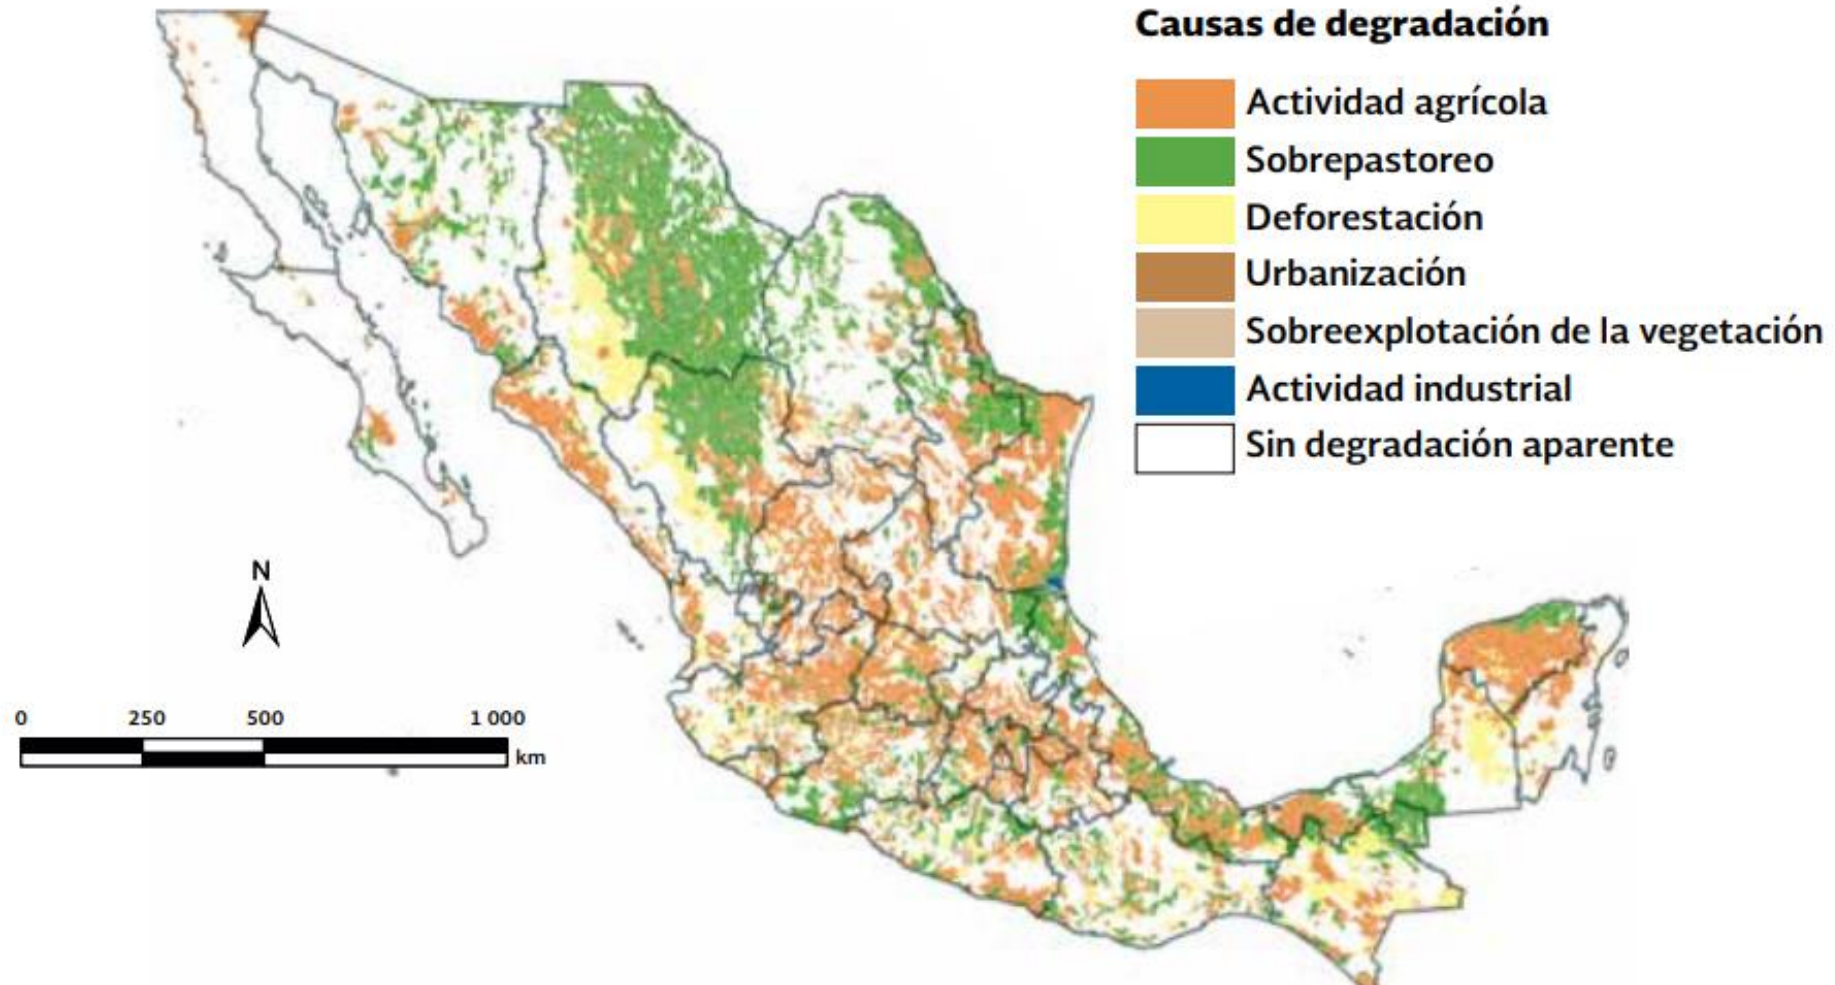 Causas de degradación
Actividad agrícola
Sobrepastoreo
Deforestación
Urbanización
Sobreexplotación de la vegetación
Actividad industrial
Sin degradación aparente
N
0 250 500 1 000
km